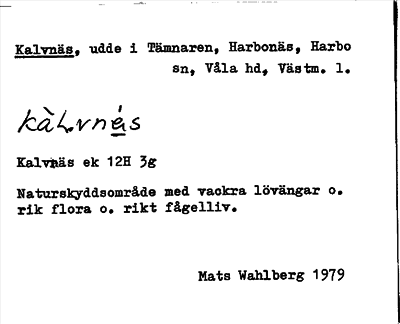 Kalvnäs, udde i Tämnaren, Harbonäs, Harbo
sn, Våla hd, Västm. l.
kàLvnä́s
Kalvnäs ek 12H 3g
Naturskyddsområde med vackra lövängar o.
rik flora o. rikt fågelliv.
Mats Wahlberg 1979